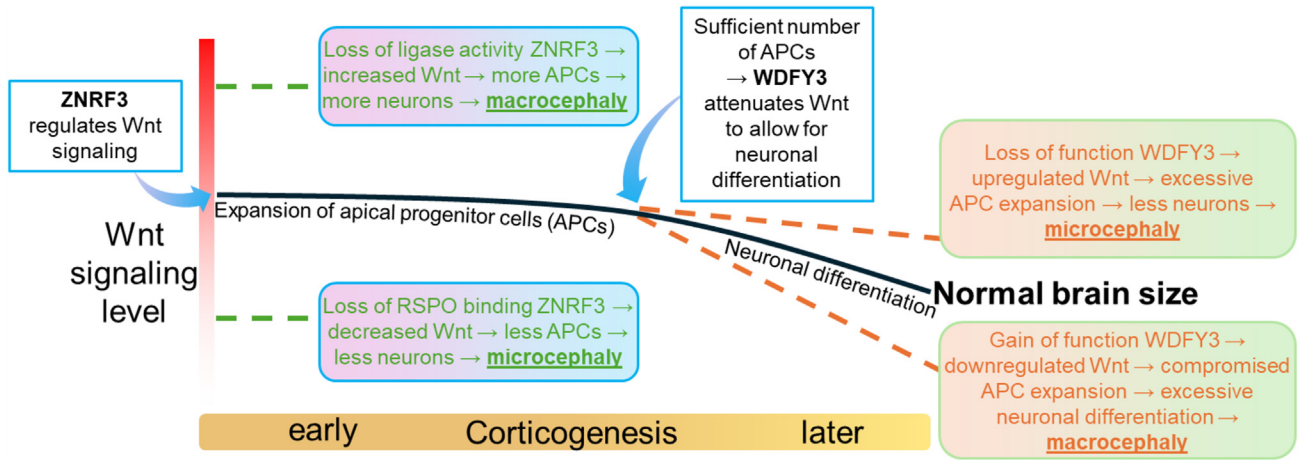 ZNRF3
regulates Wnt
signaling
Wnt
signaling
level
Loss of ligase activity ZNRF3 →
increased Wnt → more APCs →
more neurons → macrocephaly
Sufficient number
of APCs
→ WDFY3
attenuates Wnt
to allow for
neuronal
differentiation
Expansion of apical progenitor cells (APCs)
Neuronal differentiation
Loss of RSPO binding ZNRF3 →
decreased Wnt → less APCs →
less neurons → microcephaly
Loss of function WDFY3 →
upregulated Wnt → excessive
APC expansion → less neurons →
microcephaly
Normal brain size
Gain of function WDFY3 →
downregulated Wnt → compromised
APC expansion → excessive
neuronal differentiation →
macrocephaly
early Corticogenesis later